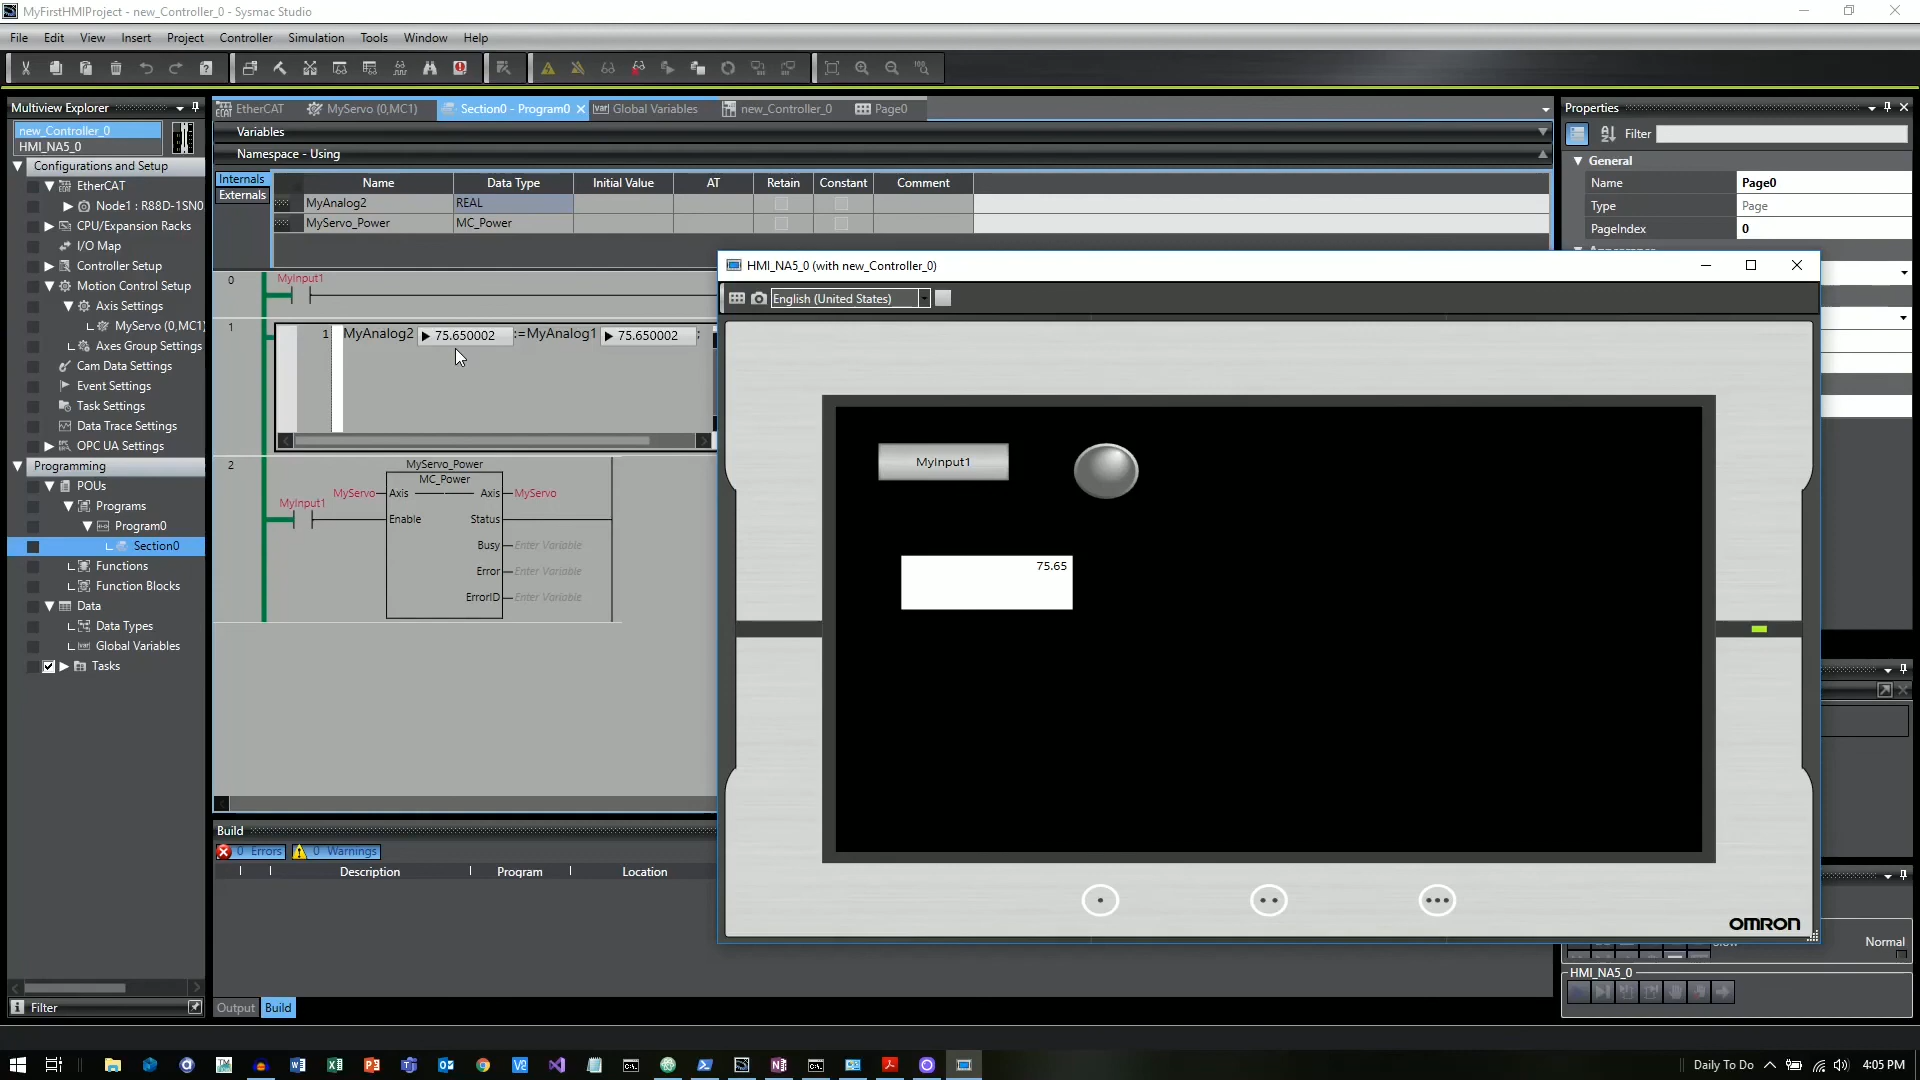 MyFirstHMIProject - new_Controller_0 - Sysmac Studio
File Edit View Insert Project Controller Simulation Tools Window Help
Multiview Explorer
new_Controller_0
HMI_NA5_0
Configurations and Setup
EtherCAT
Node1 : R88D-1SN0
CPU/Expansion Racks
I/O Map
Controller Setup
Motion Control Setup
Axis Settings
MyServo (0,MC1)
Axes Group Settings
Cam Data Settings
Event Settings
Task Settings
Data Trace Settings
OPC UA Settings
Programming
POUs
Programs
Program0
Section0
Functions
Function Blocks
Data
Data Types
Global Variables
Tasks
Filter
EtherCAT MyServo (0,MC1) Section0 - Program0 Global Variables new_Controller_0 Page0
Variables
Namespace - Using
Internals
Externals
Name Data Type Initial Value AT Retain Constant Comment
MyAnalog2 REAL
MyServo_Power MC_Power
0 MyInput1
1 1 MyAnalog2 75.650002 :=MyAnalog1 75.650002 ;
2 MyServo_Power
MC_Power
MyServo Axis Axis MyServo
MyInput1
Enable Status
Busy Enter Variable
Error Enter Variable
ErrorID Enter Variable
Build
0 Errors 0 Warnings
Description Program Location
Output Build
HMI_NA5_0 (with new_Controller_0)
English (United States)
MyInput1
75.65
OMRON
Properties
Filter
General
Name Page0
Type Page
PageIndex 0
Normal
HMI_NA5_0
Daily To Do 4:05 PM